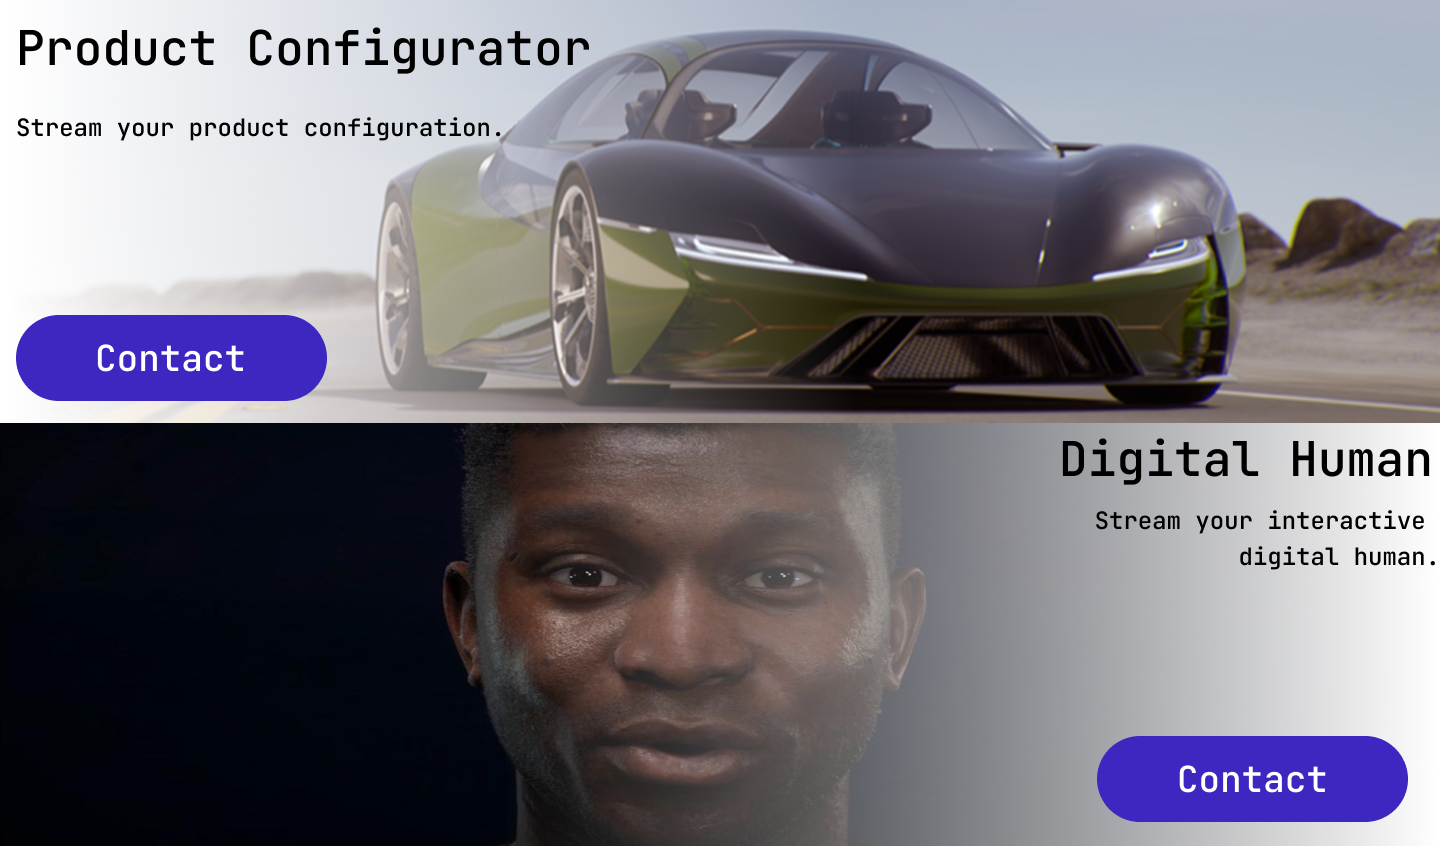 Product Configurator
Stream your product configuration.
Contact
Digital Human
Stream your interactive
digital human.
Contact